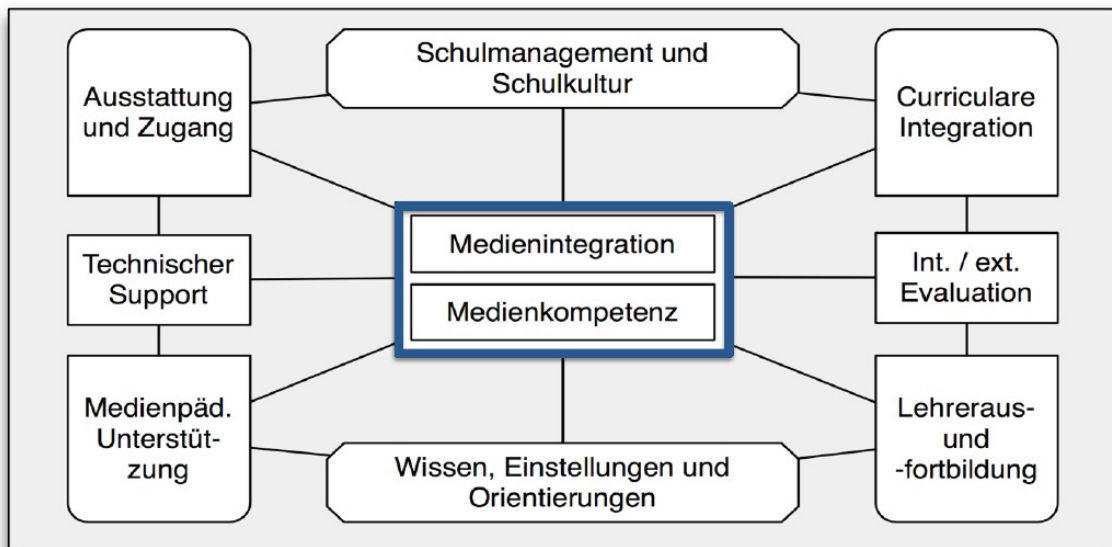 Schulmanagement und
Schulkultur
Ausstattung
und Zugang
Curriculare
Integration
Medienintegration
Technischer
Support
Int. / ext.
Evaluation
Medienkompetenz
Medienpäd.
Unterstüt-
zung
Lehreraus-
und
-fortbildung
Wissen, Einstellungen und
Orientierungen